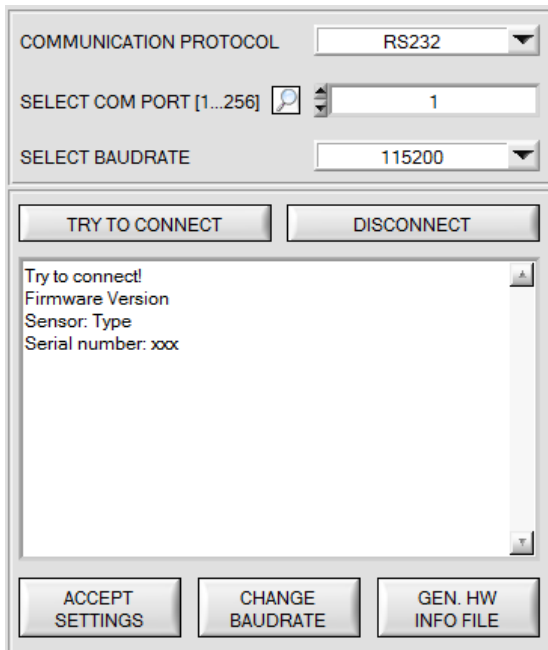 COMMUNICATION PROTOCOL RS232
SELECT COM PORT [1...256] 1
SELECT BAUDRATE 115200
TRY TO CONNECT DISCONNECT
Try to connect!
Firmware Version
Sensor: Type
Serial number: xxx
ACCEPT SETTINGS
CHANGE BAUDRATE
GEN. HW INFO FILE